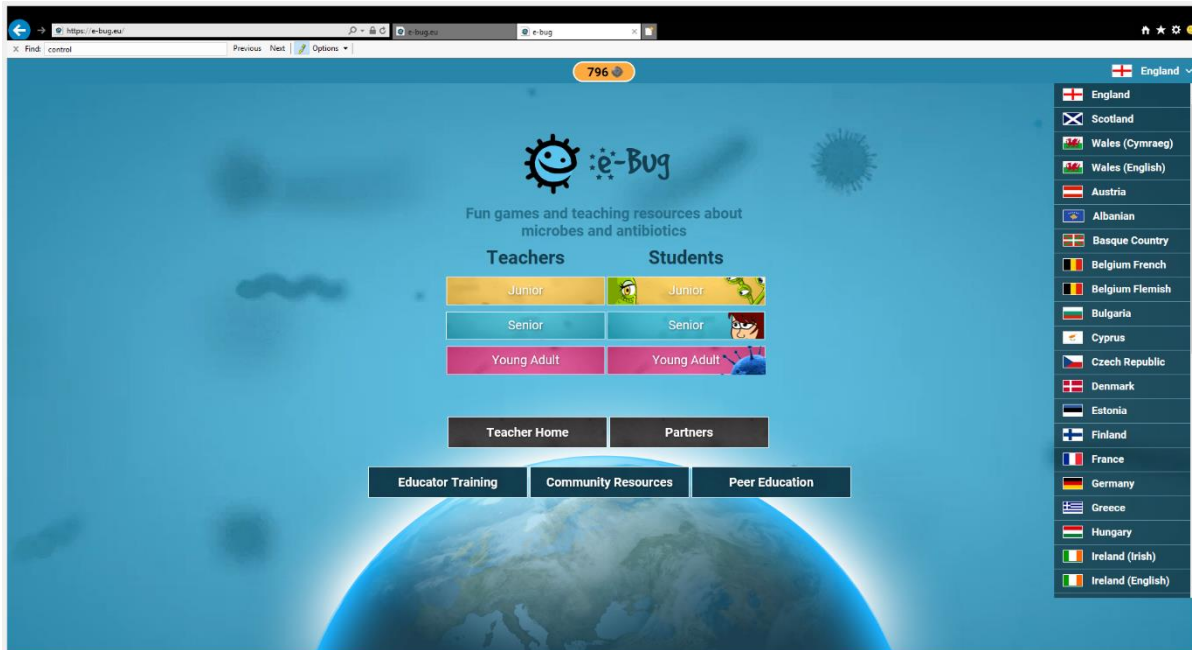 https://e-bug.eu/
e-bug.eu
e-bug
Find: control
Previous Next
Options
796
England
e-Bug
Fun games and teaching resources about
microbes and antibiotics
Teachers Students
Junior Junior
Senior Senior
Young Adult Young Adult
Teacher Home Partners
Educator Training Community Resources Peer Education
England
Scotland
Wales (Cymraeg)
Wales (English)
Austria
Albanian
Basque Country
Belgium French
Belgium Flemish
Bulgaria
Cyprus
Czech Republic
Denmark
Estonia
Finland
France
Germany
Greece
Hungary
Ireland (Irish)
Ireland (English)